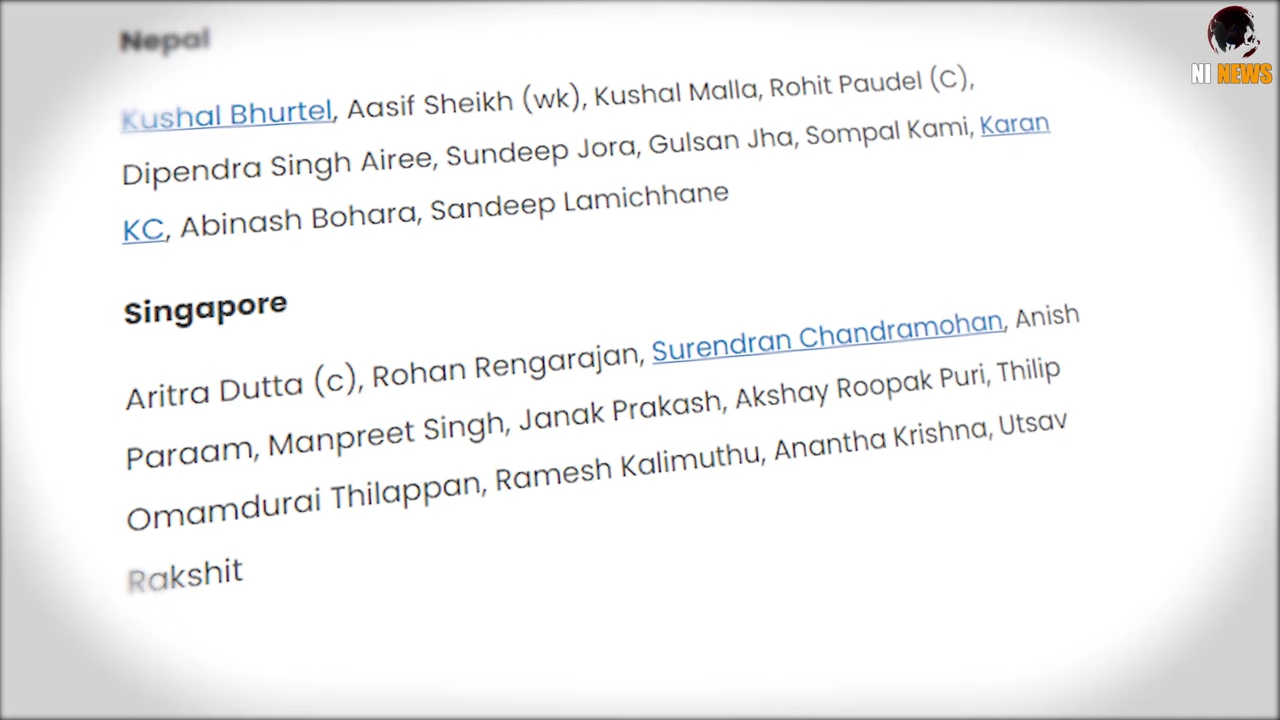 NI NEWS
Nepal
Kushal Bhurtel, Aasif Sheikh (wk), Kushal Malla, Rohit Paudel (C),
Dipendra Singh Airee, Sundeep Jora, Gulsan Jha, Sompal Kami, Karan
KC, Abinash Bohara, Sandeep Lamichhane
Singapore
Aritra Dutta (c), Rohan Rengarajan, Surendran Chandramohan, Anish
Paraam, Manpreet Singh, Janak Prakash, Akshay Roopak Puri, Thilip
Omamdurai Thilappan, Ramesh Kalimuthu, Anantha Krishna, Utsav
Rakshit